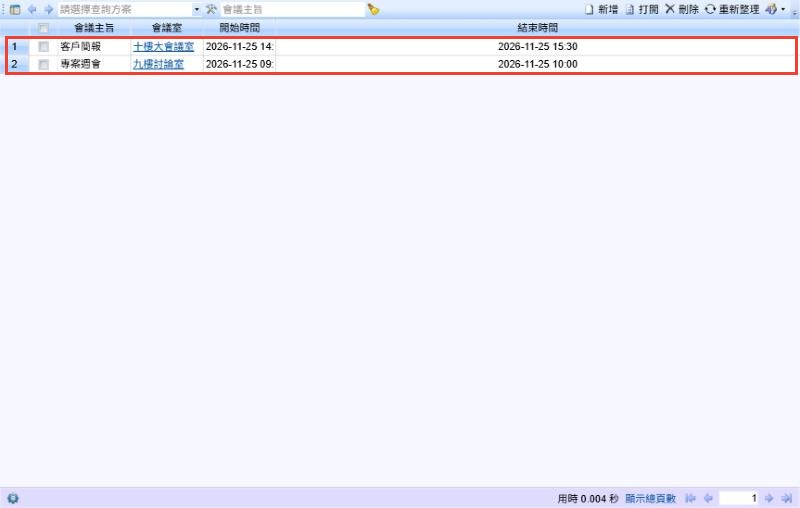 請選擇查詢方案 會議主旨 新增 打開 刪除 重新整理
會議主旨 會議室 開始時間 結束時間
1 客戶簡報 十樓大會議室 2026-11-25 14: 2026-11-25 15:30
2 專案週會 九樓討論室 2026-11-25 09: 2026-11-25 10:00
用時 0.004 秒 顯示總頁數 1